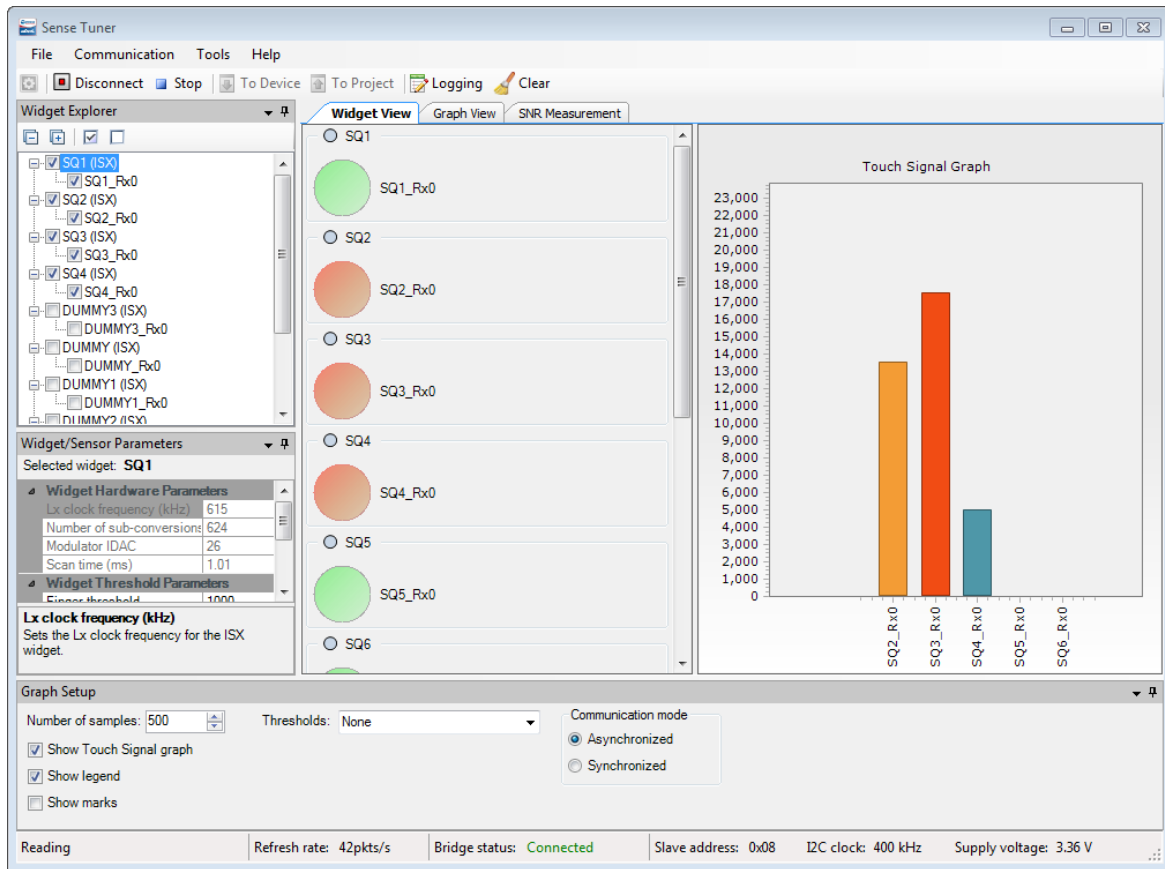 Sense Tuner
File Communication Tools Help
Disconnect Stop To Device To Project Logging Clear
Widget Explorer
SQ1 (ISX)
SQ1_Rx0
SQ2 (ISX)
SQ2_Rx0
SQ3 (ISX)
SQ3_Rx0
SQ4 (ISX)
SQ4_Rx0
DUMMY3 (ISX)
DUMMY3_Rx0
DUMMY (ISX)
DUMMY_Rx0
DUMMY1 (ISX)
DUMMY1_Rx0
DUMMY2 (ISX)
Widget/Sensor Parameters
Selected widget: SQ1
Widget Hardware Parameters
Lx clock frequency (kHz) 615
Number of sub-conversions 624
Modulator IDAC 26
Scan time (ms) 1.01
Widget Threshold Parameters
Finger threshold 1000
Lx clock frequency (kHz)
Sets the Lx clock frequency for the ISX
widget.
Widget View Graph View SNR Measurement
SQ1
SQ1_Rx0
SQ2
SQ2_Rx0
SQ3
SQ3_Rx0
SQ4
SQ4_Rx0
SQ5
SQ5_Rx0
SQ6
Touch Signal Graph
23,000
22,000
21,000
20,000
19,000
18,000
17,000
16,000
15,000
14,000
13,000
12,000
11,000
10,000
9,000
8,000
7,000
6,000
5,000
4,000
3,000
2,000
1,000
0
SQ2_Rx0
SQ3_Rx0
SQ4_Rx0
SQ5_Rx0
SQ6_Rx0
Graph Setup
Number of samples: 500 Thresholds: None
Communication mode
Asynchronized
Synchronized
Show Touch Signal graph
Show legend
Show marks
Reading Refresh rate: 42pkts/s Bridge status: Connected Slave address: 0x08 I2C clock: 400 kHz Supply voltage: 3.36 V